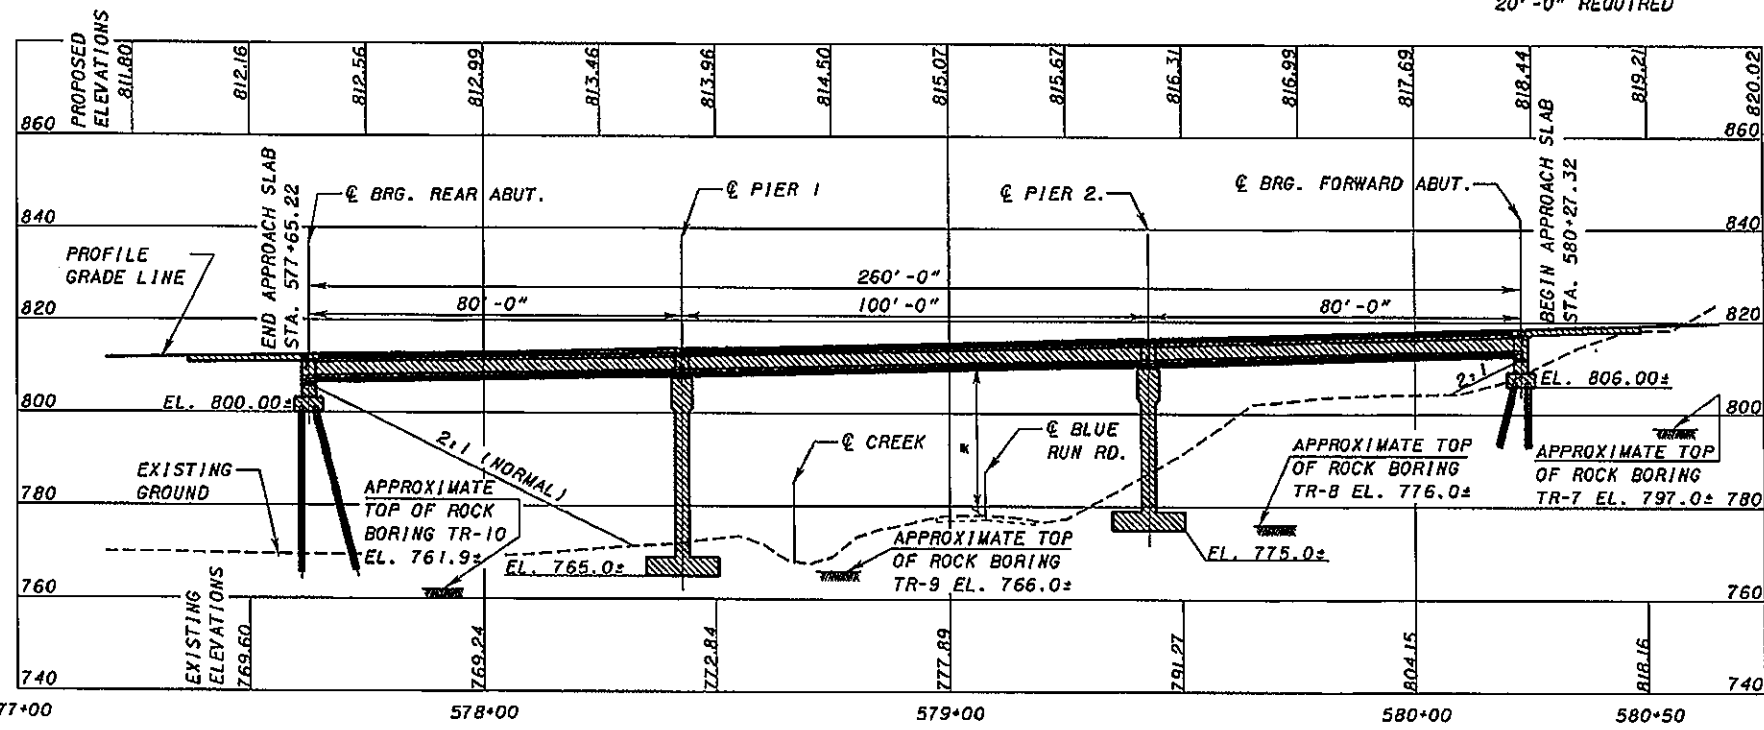 20'-0" REQUIRED
PROPOSED
ELEVATIONS
811.80
812.16
812.56
812.99
813.46
813.96
814.50
815.07
815.67
816.31
816.99
817.69
818.44
819.21
820.02
860
860
END APPROACH SLAB
STA. 577+65.22
℄ BRG. REAR ABUT.
℄ PIER 1
℄ PIER 2.
℄ BRG. FORWARD ABUT.
BEGIN APPROACH SLAB
STA. 580+27.32
840
840
PROFILE
GRADE LINE
260'-0"
80'-0"
100'-0"
80'-0"
820
820
2:1
EL. 800.00±
EL. 806.00±
800
800
2:1 (NORMAL)
℄ CREEK
℄ BLUE
RUN RD.
EXISTING
GROUND
APPROXIMATE
TOP OF ROCK
BORING TR-10
EL. 761.9±
APPROXIMATE TOP
OF ROCK BORING
TR-8 EL. 776.0±
APPROXIMATE TOP
OF ROCK BORING
TR-7 EL. 797.0±
780
780
APPROXIMATE TOP
OF ROCK BORING
TR-9 EL. 766.0±
EL. 765.0±
EL. 775.0±
760
760
EXISTING
ELEVATIONS
769.60
769.24
772.84
777.89
791.27
804.15
818.16
740
740
77+00
578+00
579+00
580+00
580+50